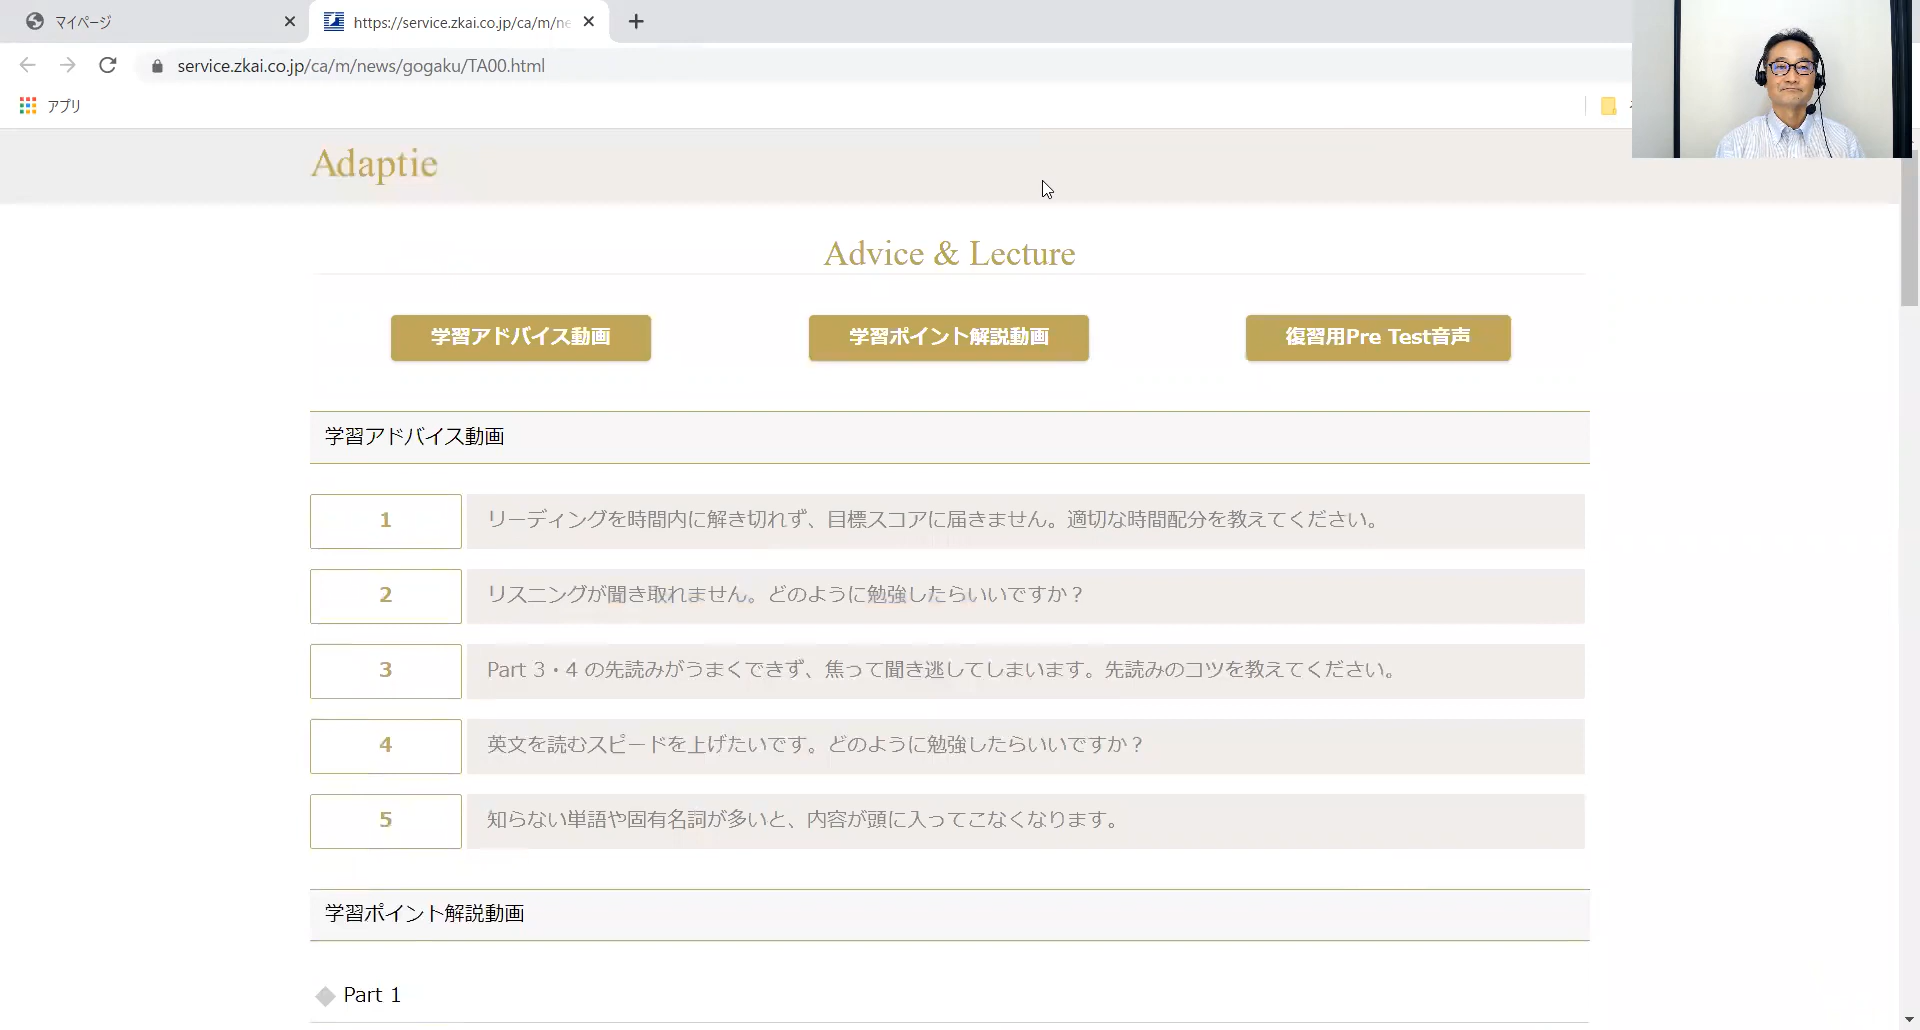 マイページ
https://service.zkai.co.jp/ca/m/ne
service.zkai.co.jp/ca/m/news/gogaku/TA00.html
アプリ
Adaptie
Advice & Lecture
学習アドバイス動画
学習ポイント解説動画
復習用Pre Test音声
学習アドバイス動画
1 リーディングを時間内に解き切れず、目標スコアに届きません。適切な時間配分を教えてください。
2 リスニングが聞き取れません。どのように勉強したらいいですか？
3 Part 3・4 の先読みがうまくできず、焦って聞き逃してしまいます。先読みのコツを教えてください。
4 英文を読むスピードを上げたいです。どのように勉強したらいいですか？
5 知らない単語や固有名詞が多いと、内容が頭に入ってこなくなります。
学習ポイント解説動画
Part 1